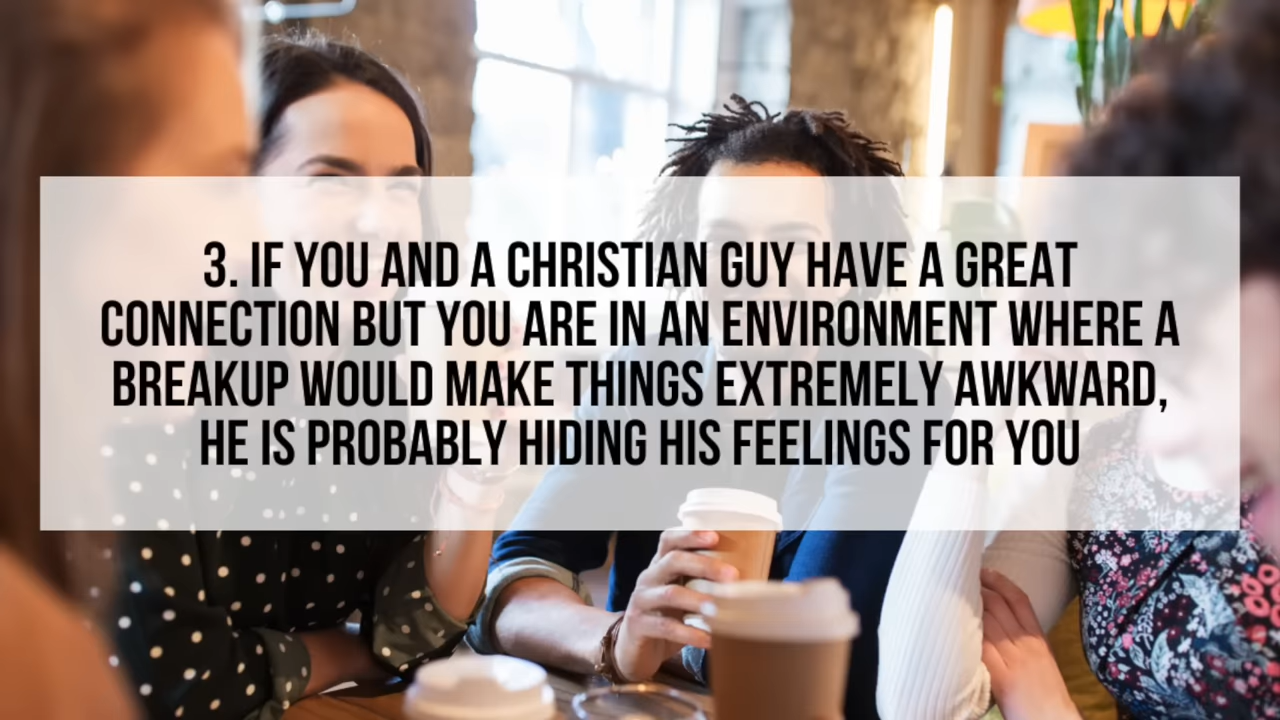 3. IF YOU AND A CHRISTIAN GUY HAVE A GREAT
CONNECTION BUT YOU ARE IN AN ENVIRONMENT WHERE A
BREAKUP WOULD MAKE THINGS EXTREMELY AWKWARD,
HE IS PROBABLY HIDING HIS FEELINGS FOR YOU